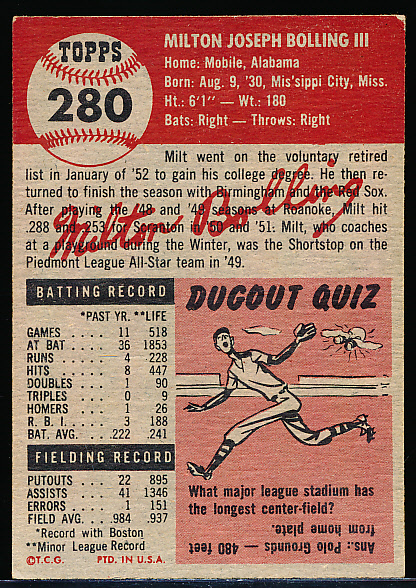 TOPPS
280
MILTON JOSEPH BOLLING III
Home: Mobile, Alabama
Born: Aug. 9, '30, Mis'sippi City, Miss.
Ht.: 6'1" — Wt.: 180
Bats: Right — Throws: Right
Milt went on the voluntary retired
list in January of '52 to gain his college degree. He then re-
turned to finish the season with Birmingham and the Red Sox.
After playing the '48 and '48 seasons at Roanoke, Milt hit
.288 and .253 for Scranton in '50 and '51. Milt, who coaches
at a playground during the Winter, was the Shortstop on the
Piedmont League All-Star team in '49.
Milton Bolling
BATTING RECORD
*PAST YR. **LIFE
GAMES 11 518
AT BAT 36 1853
RUNS 4 228
HITS 8 447
DOUBLES 1 90
TRIPLES 0 9
HOMERS 1 26
R. B. I. 3 188
BAT. AVG. .222 .241
FIELDING RECORD
PUTOUTS 22 895
ASSISTS 41 1346
ERRORS 1 151
FIELD AVG. .984 .937
*Record with Boston
**Minor League Record
©T.C.G. PTD. IN U.S.A.
DUGOUT QUIZ
What major league stadium has
the longest center-field?
Ans.: Polo Grounds — 480 feet
from home plate.